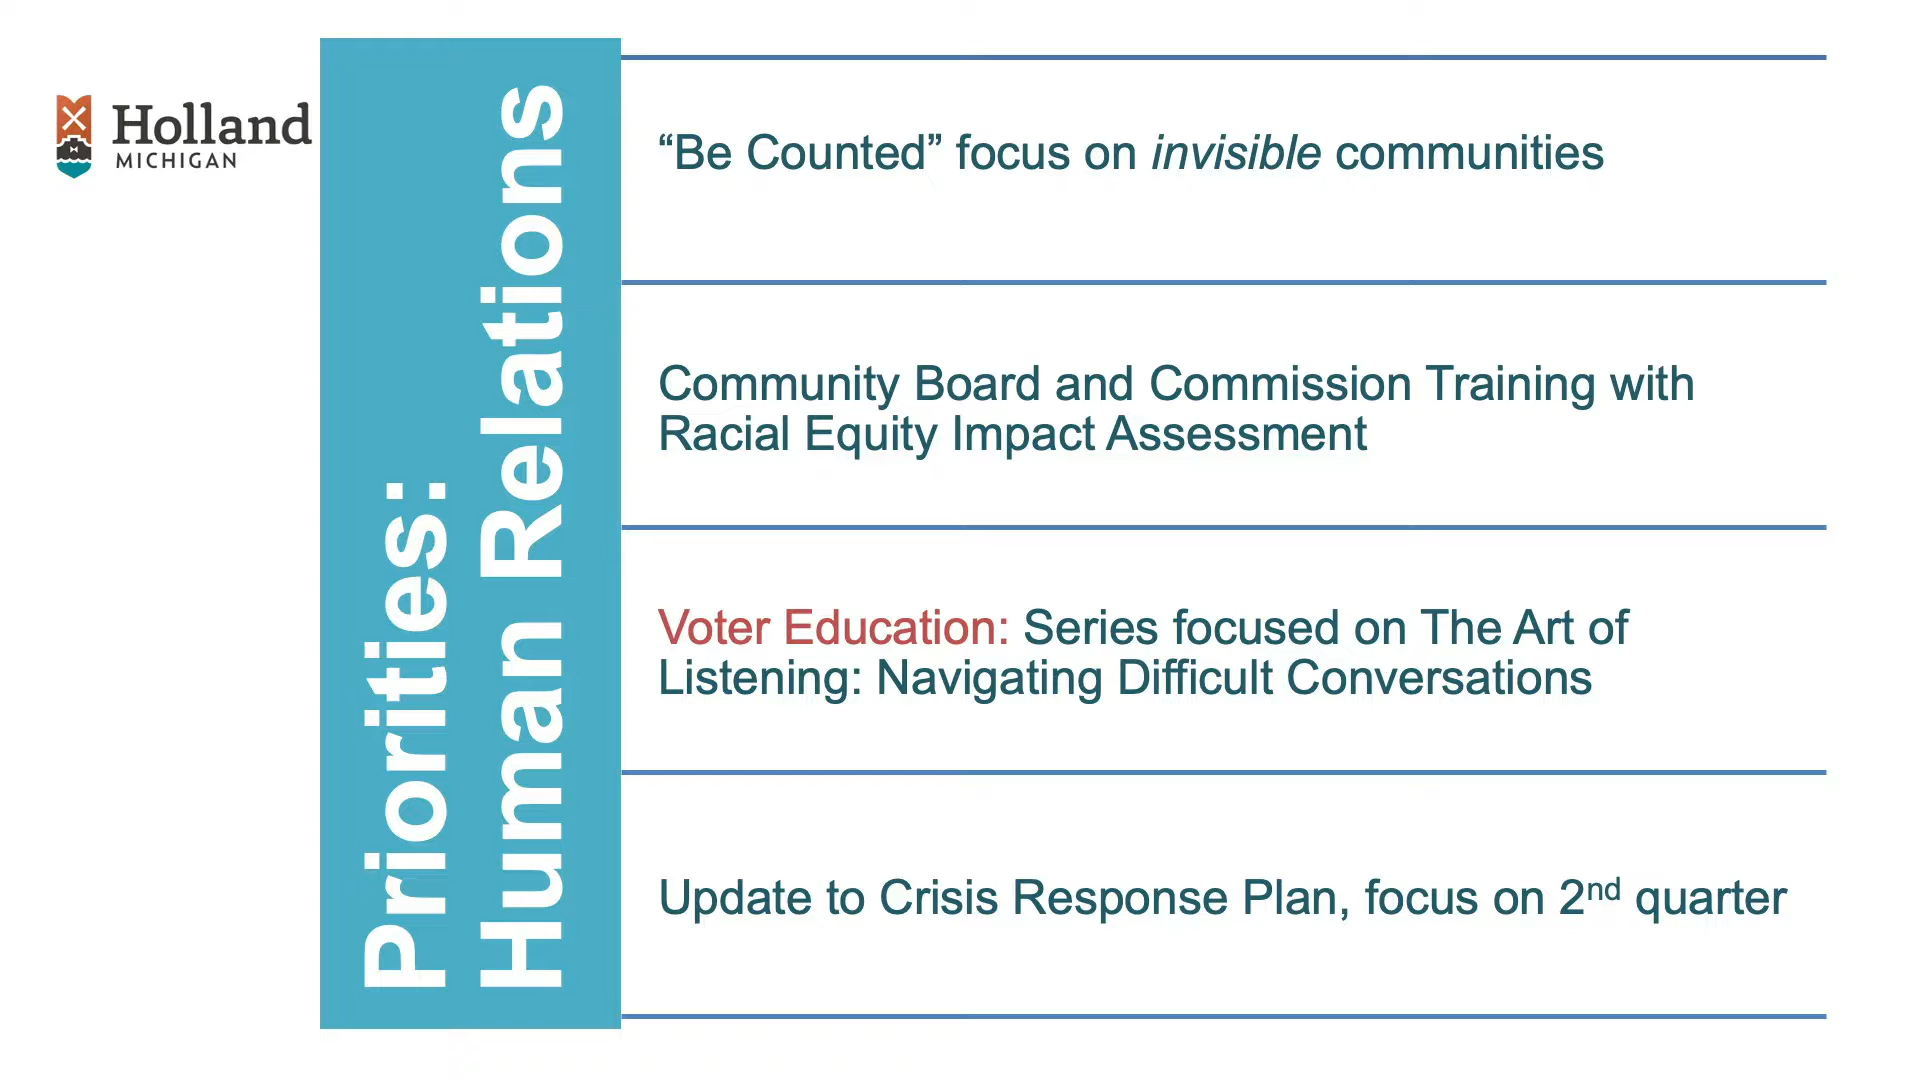 Holland
MICHIGAN
Priorities:
Human Relations
“Be Counted” focus on invisible communities
Community Board and Commission Training with
Racial Equity Impact Assessment
Voter Education: Series focused on The Art of
Listening: Navigating Difficult Conversations
Update to Crisis Response Plan, focus on 2nd quarter